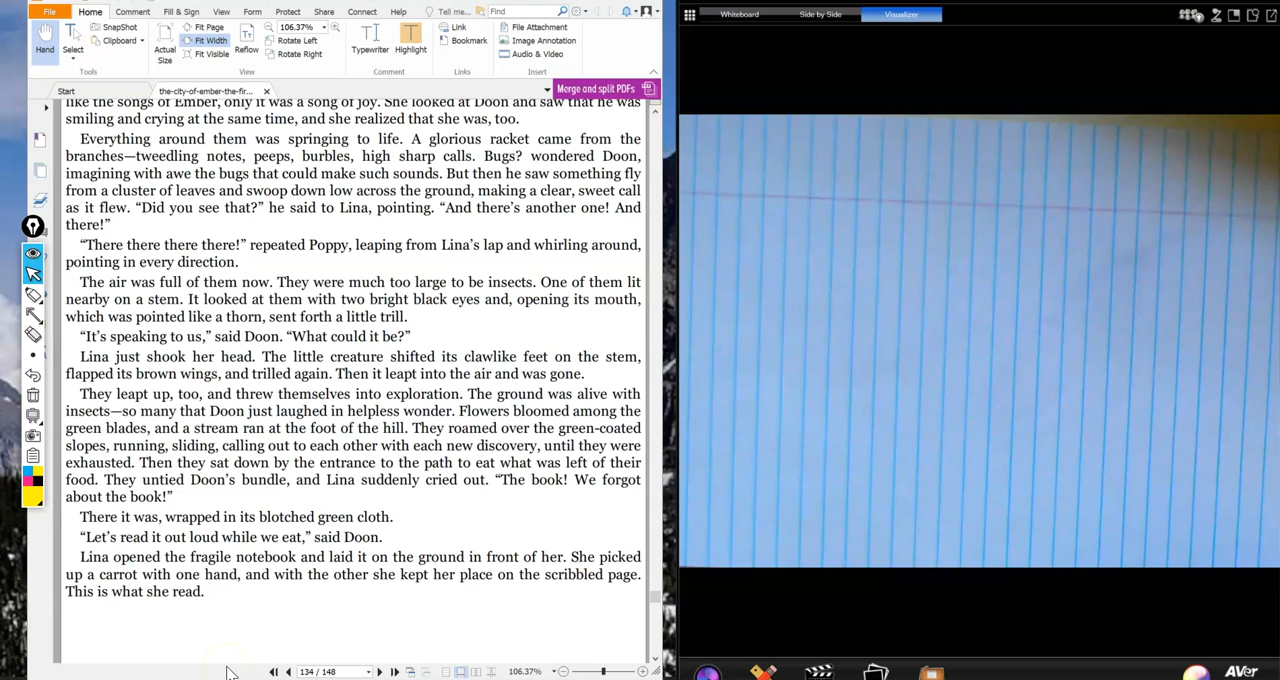 File Home Comment Fill & Sign View Form Protect Share Connect Help Tell me... Find
Hand
Select
SnapShot
Clipboard
Actual
Size
Fit Page
Fit Width
Fit Visible
Reflow
106.37%
Rotate Left
Rotate Right
Typewriter
Highlight
Link
Bookmark
File Attachment
Image Annotation
Audio & Video
Tools View Comment Links Insert
Start the-city-of-ember-the-fir... Merge and split PDFs
like the songs of Ember, only it was a song of joy. She looked at Doon and saw that he was
smiling and crying at the same time, and she realized that she was, too.
Everything around them was springing to life. A glorious racket came from the
branches—tweedling notes, peeps, burbles, high sharp calls. Bugs? wondered Doon,
imagining with awe the bugs that could make such sounds. But then he saw something fly
from a cluster of leaves and swoop down low across the ground, making a clear, sweet call
as it flew. “Did you see that?” he said to Lina, pointing. “And there’s another one! And
there!”
“There there there there!” repeated Poppy, leaping from Lina’s lap and whirling around,
pointing in every direction.
The air was full of them now. They were much too large to be insects. One of them lit
nearby on a stem. It looked at them with two bright black eyes and, opening its mouth,
which was pointed like a thorn, sent forth a little trill.
“It’s speaking to us,” said Doon. “What could it be?”
Lina just shook her head. The little creature shifted its clawlike feet on the stem,
flapped its brown wings, and trilled again. Then it leapt into the air and was gone.
They leapt up, too, and threw themselves into exploration. The ground was alive with
insects—so many that Doon just laughed in helpless wonder. Flowers bloomed among the
green blades, and a stream ran at the foot of the hill. They roamed over the green-coated
slopes, running, sliding, calling out to each other with each new discovery, until they were
exhausted. Then they sat down by the entrance to the path to eat what was left of their
food. They untied Doon’s bundle, and Lina suddenly cried out. “The book! We forgot
about the book!”
There it was, wrapped in its blotched green cloth.
“Let’s read it out loud while we eat,” said Doon.
Lina opened the fragile notebook and laid it on the ground in front of her. She picked
up a carrot with one hand, and with the other she kept her place on the scribbled page.
This is what she read.
134 / 148 106.37%
Whiteboard Side by Side Visualizer
AVer